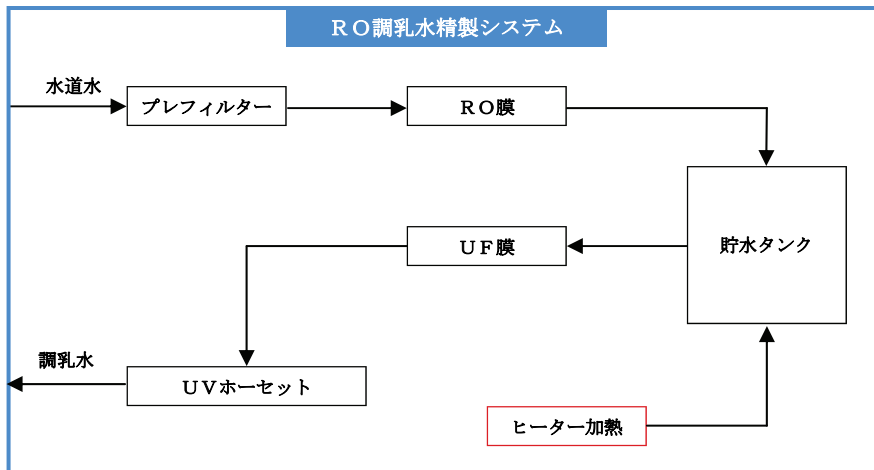 ＲＯ調乳水精製システム
水道水
プレフィルター
ＲＯ膜
貯水タンク
ＵＦ膜
調乳水
ＵＶホーセット
ヒーター加熱